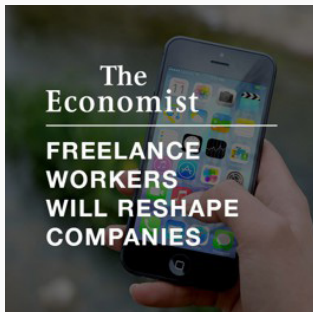 The
Economist
FREELANCE
WORKERS
WILL RESHAPE
COMPANIES